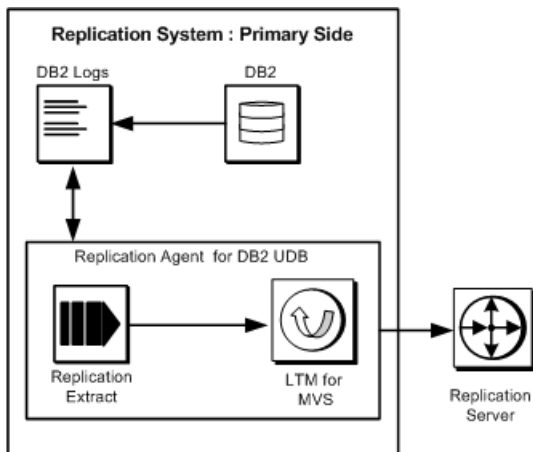 Replication System : Primary Side
DB2 Logs
DB2
Replication Agent for DB2 UDB
Replication
Extract
LTM for
MVS
Replication
Server